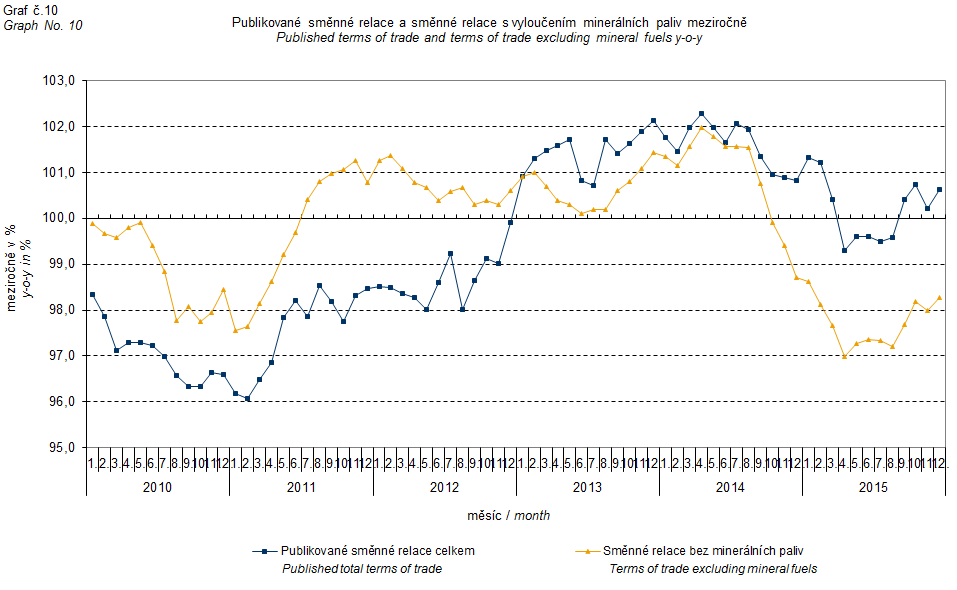 Graf č.10
Graph No. 10
Publikované směnné relace a směnné relace s vyloučením minerálních paliv meziročně
Published terms of trade and terms of trade excluding mineral fuels y-o-y
103,0
102,0
101,0
100,0
99,0
98,0
97,0
96,0
95,0
meziročně v %
y-o-y in %
1. 2. 3. 4. 5. 6. 7. 8. 9. 10 11 12 1. 2. 3. 4. 5. 6. 7. 8. 9. 10 11 12 1. 2. 3. 4. 5. 6. 7. 8. 9. 10 11 12 1. 2. 3. 4. 5. 6. 7. 8. 9. 10 11 12 1. 2. 3. 4. 5. 6. 7. 8. 9. 10 11 12 1. 2. 3. 4. 5. 6. 7. 8. 9. 10 11 12.
2010 2011 2012 2013 2014 2015
měsíc / month
Publikované směnné relace celkem Směnné relace bez minerálních paliv
Published total terms of trade Terms of trade excluding mineral fuels